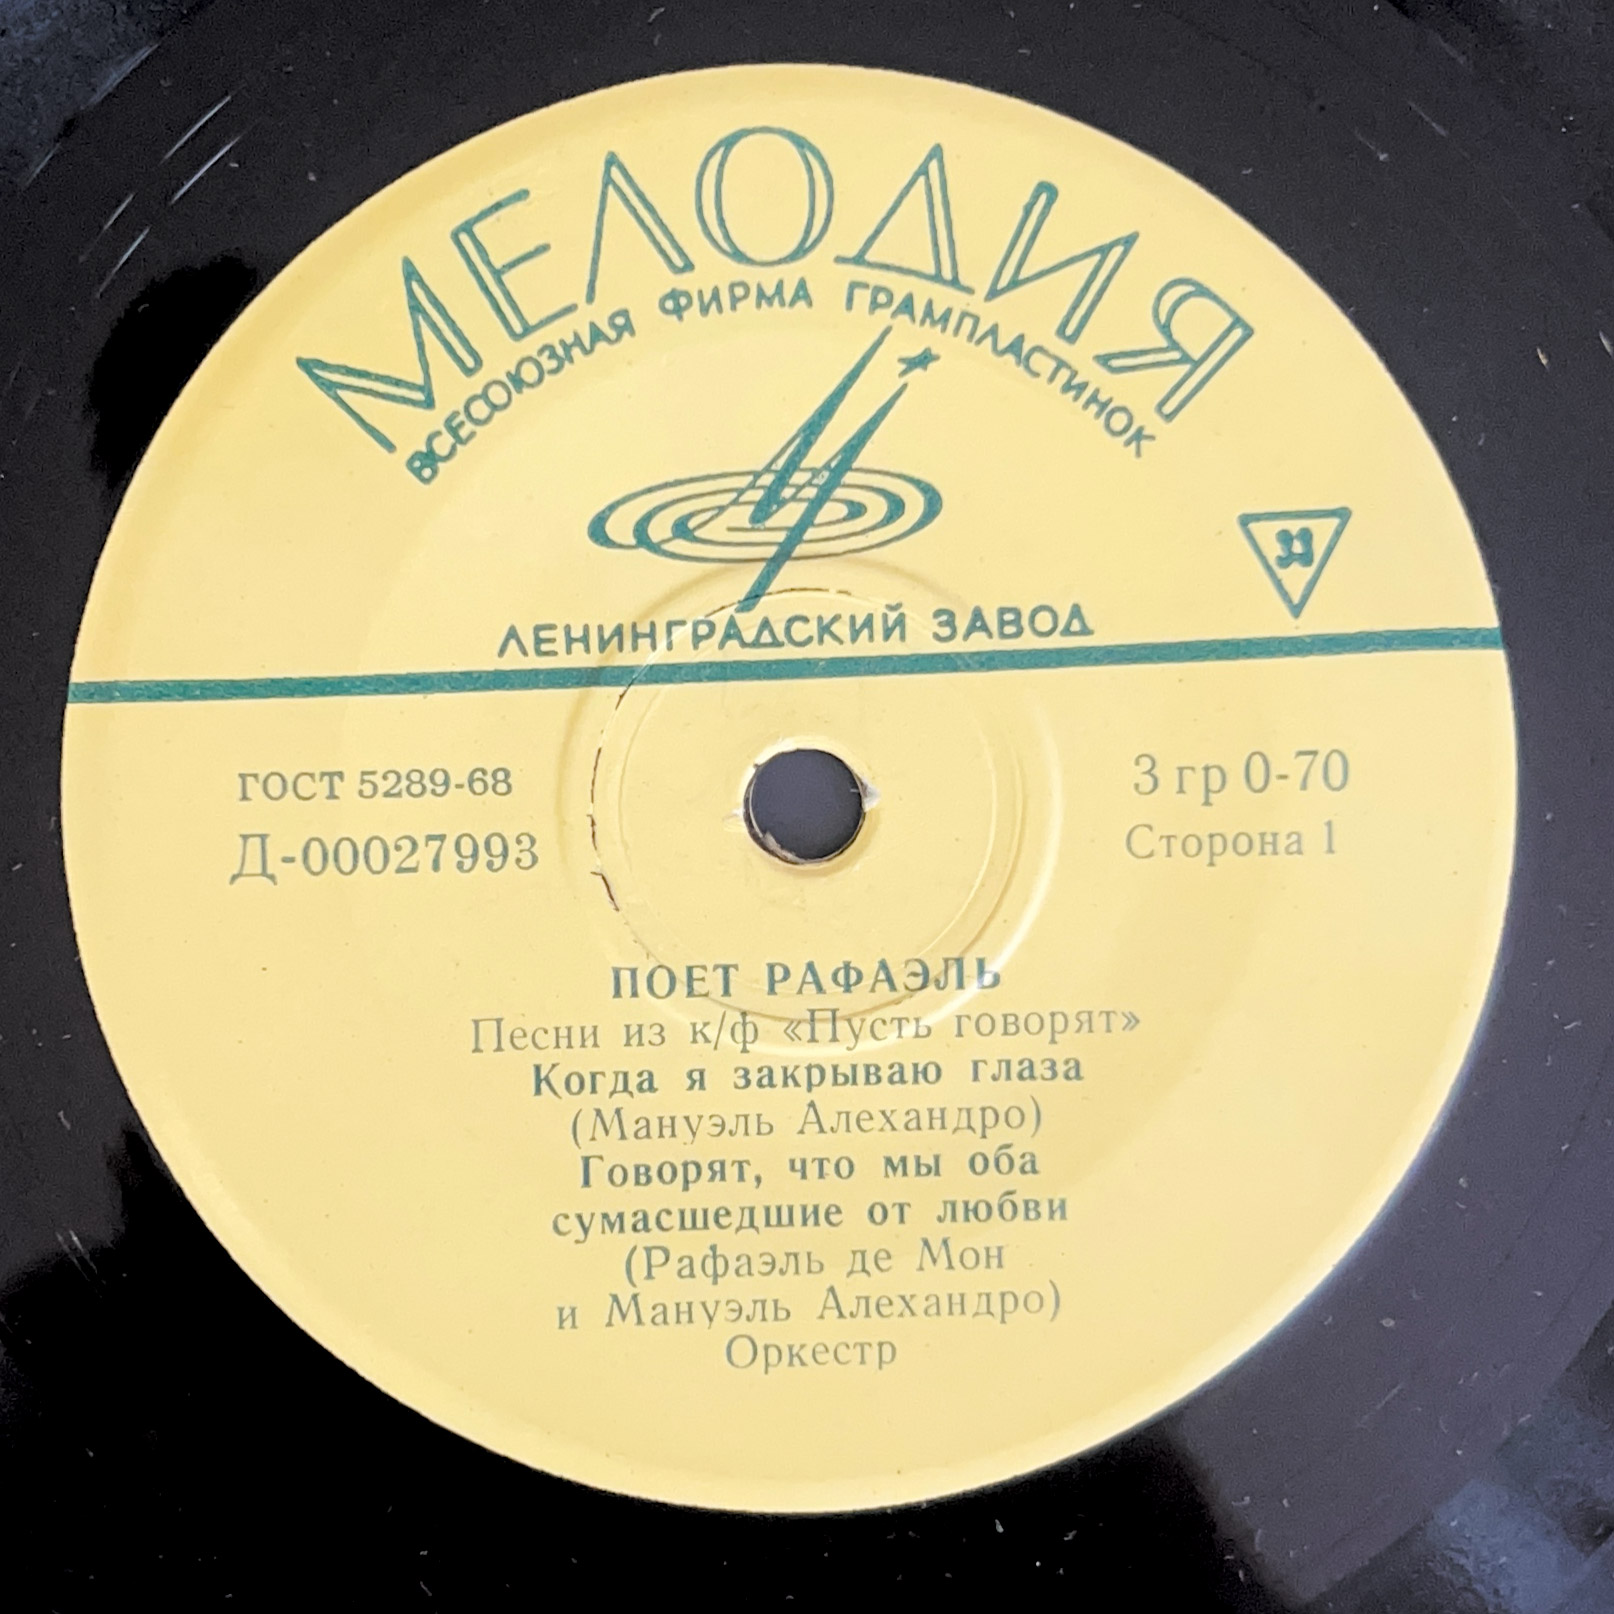 МЕЛОДИЯ
ВСЕСОЮЗНАЯ ФИРМА ГРАМПЛАСТИНОК
33
ЛЕНИНГРАДСКИЙ ЗАВОД
ГОСТ 5289-68
3 гр 0-70
Д-00027993
Сторона 1
ПОЕТ РАФАЭЛЬ
Песни из к/ф «Пусть говорят»
Когда я закрываю глаза
(Мануэль Алехандро)
Говорят, что мы оба
сумасшедшие от любви
(Рафаэль де Мон
и Мануэль Алехандро)
Оркестр